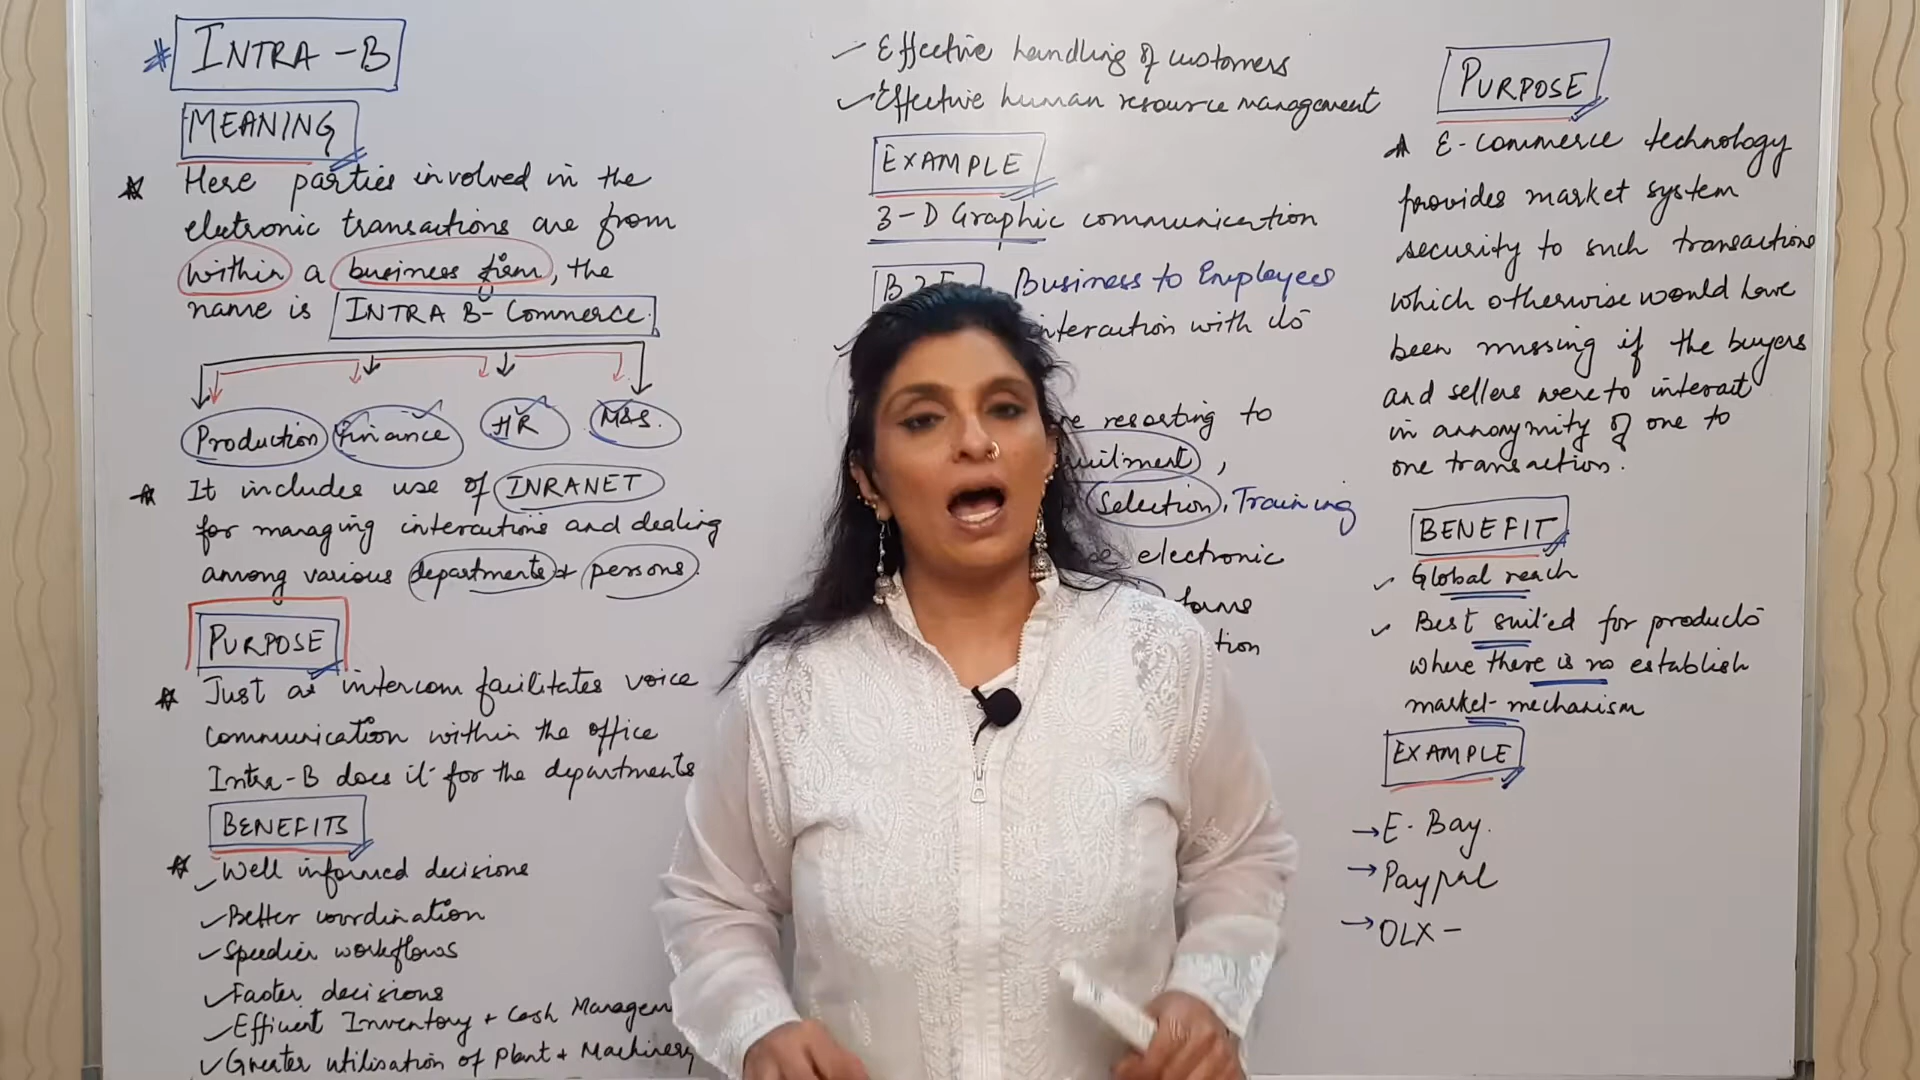 INTRA-B
MEANING
Here parties involved in the
electronic transactions are from
within a business firm, the
name is INTRA B-Commerce.
Production Finance HR M&S.
It includes use of INRANET
for managing interactions and dealing
among various departments & persons.
PURPOSE
Just as intercom facilitates voice
communication within the office
Intra-B does it for the departments
BENEFITS
Well informed decisions
Better coordination
Speedier workflows
Faster decisions
Efficient Inventory + Cash Managem
Greater utilisation of Plant + Machinery
Effective handling of customers
Effective human resource management
EXAMPLE
3-D Graphic communication
B2E Business to Employees
interaction with its
resorting to
Selection, Training
electronic
forms
tion
PURPOSE
E-commerce technology
provides market system
security to such transactions
which otherwise would have
been missing if the buyers
and sellers were to interact
in annonymity of one to
one transaction.
BENEFIT
Global reach
Best suited for products
where there is no establish
market-mechanism
EXAMPLE
E-Bay.
Paypal
OLX-